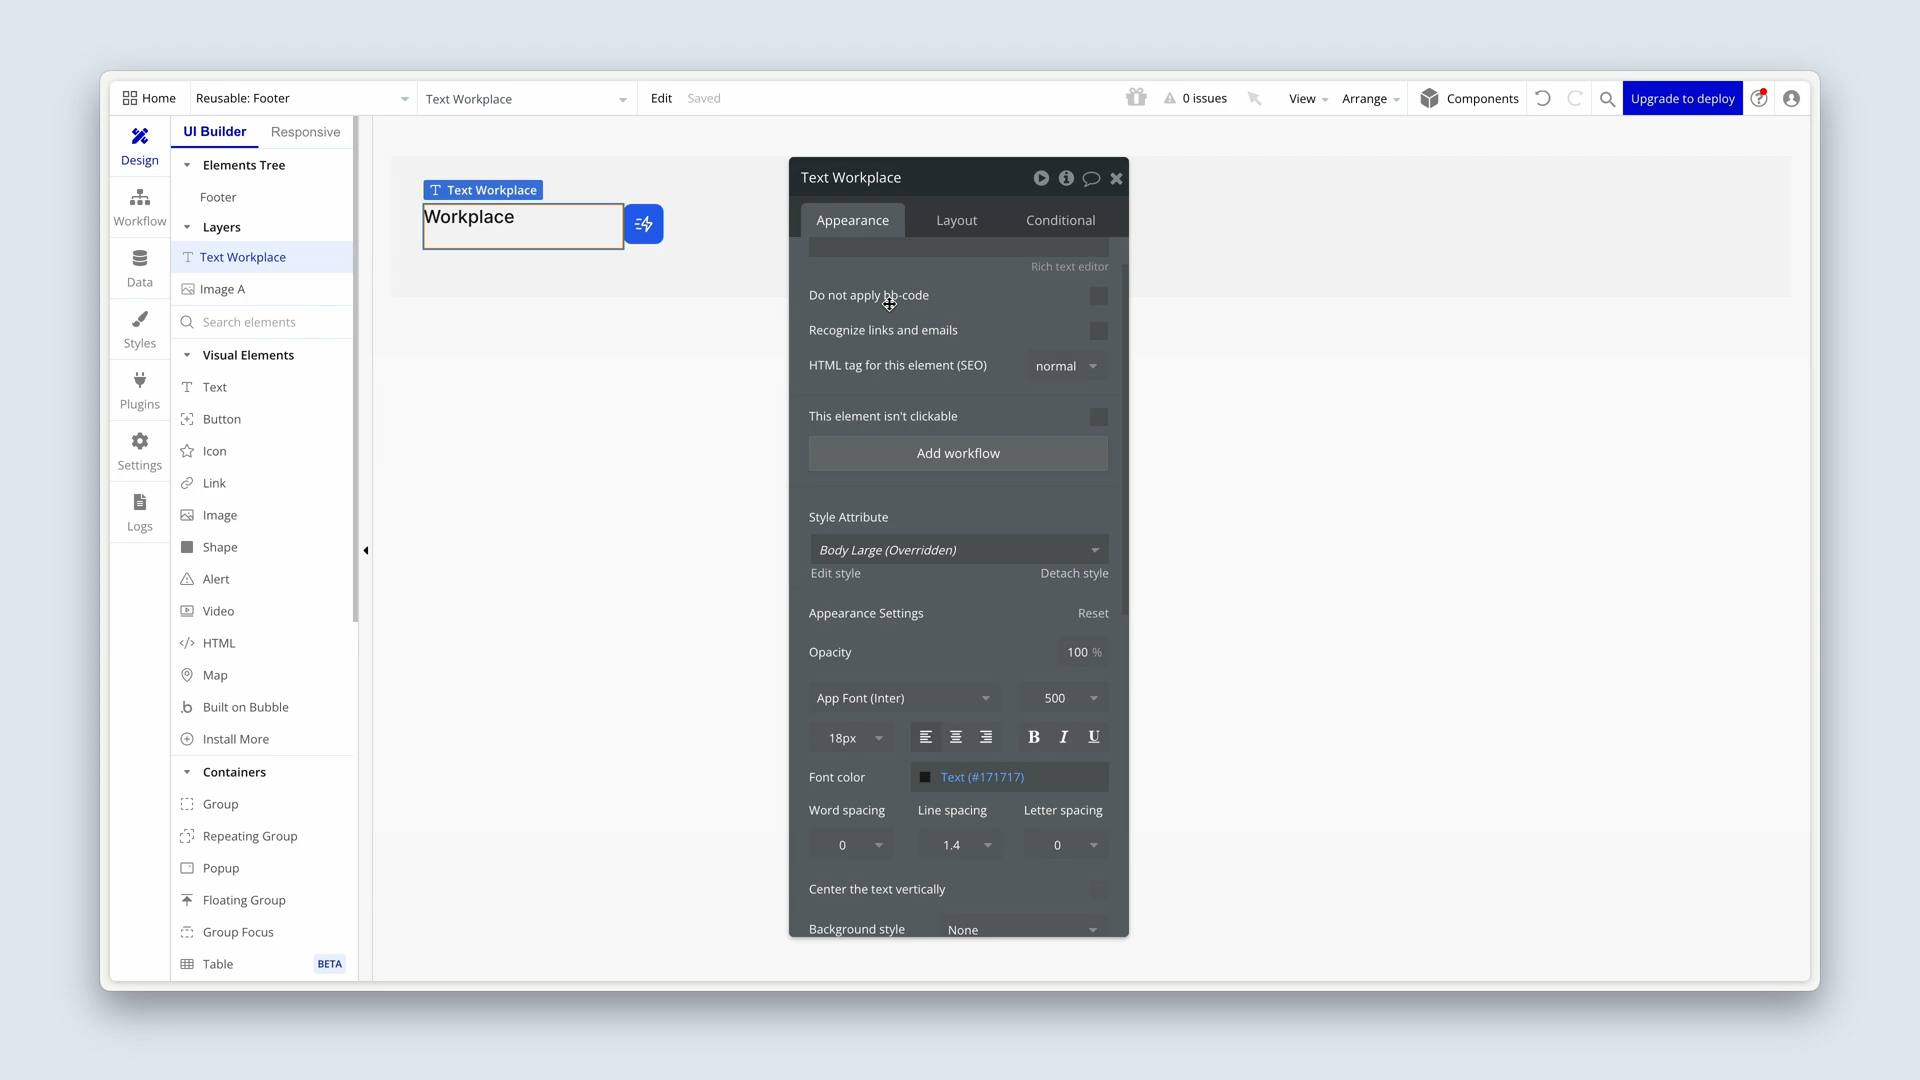 Home
Reusable: Footer
Text Workplace
Edit
Saved
0 issues
View
Arrange
Components
Upgrade to deploy
Design
Workflow
Data
Styles
Plugins
Settings
Logs
UI Builder
Responsive
Elements Tree
Footer
Layers
Text Workplace
Image A
Search elements
Visual Elements
Text
Button
Icon
Link
Image
Shape
Alert
Video
HTML
Map
Built on Bubble
Install More
Containers
Group
Repeating Group
Popup
Floating Group
Group Focus
Table
BETA
Text Workplace
Workplace
Text Workplace
Appearance
Layout
Conditional
Rich text editor
Do not apply bb-code
Recognize links and emails
HTML tag for this element (SEO)
normal
This element isn't clickable
Add workflow
Style Attribute
Body Large (Overridden)
Edit style
Detach style
Appearance Settings
Reset
Opacity
100 %
App Font (Inter)
500
18px
B I U
Font color
Text (#171717)
Word spacing
Line spacing
Letter spacing
0
1.4
0
Center the text vertically
Background style
None